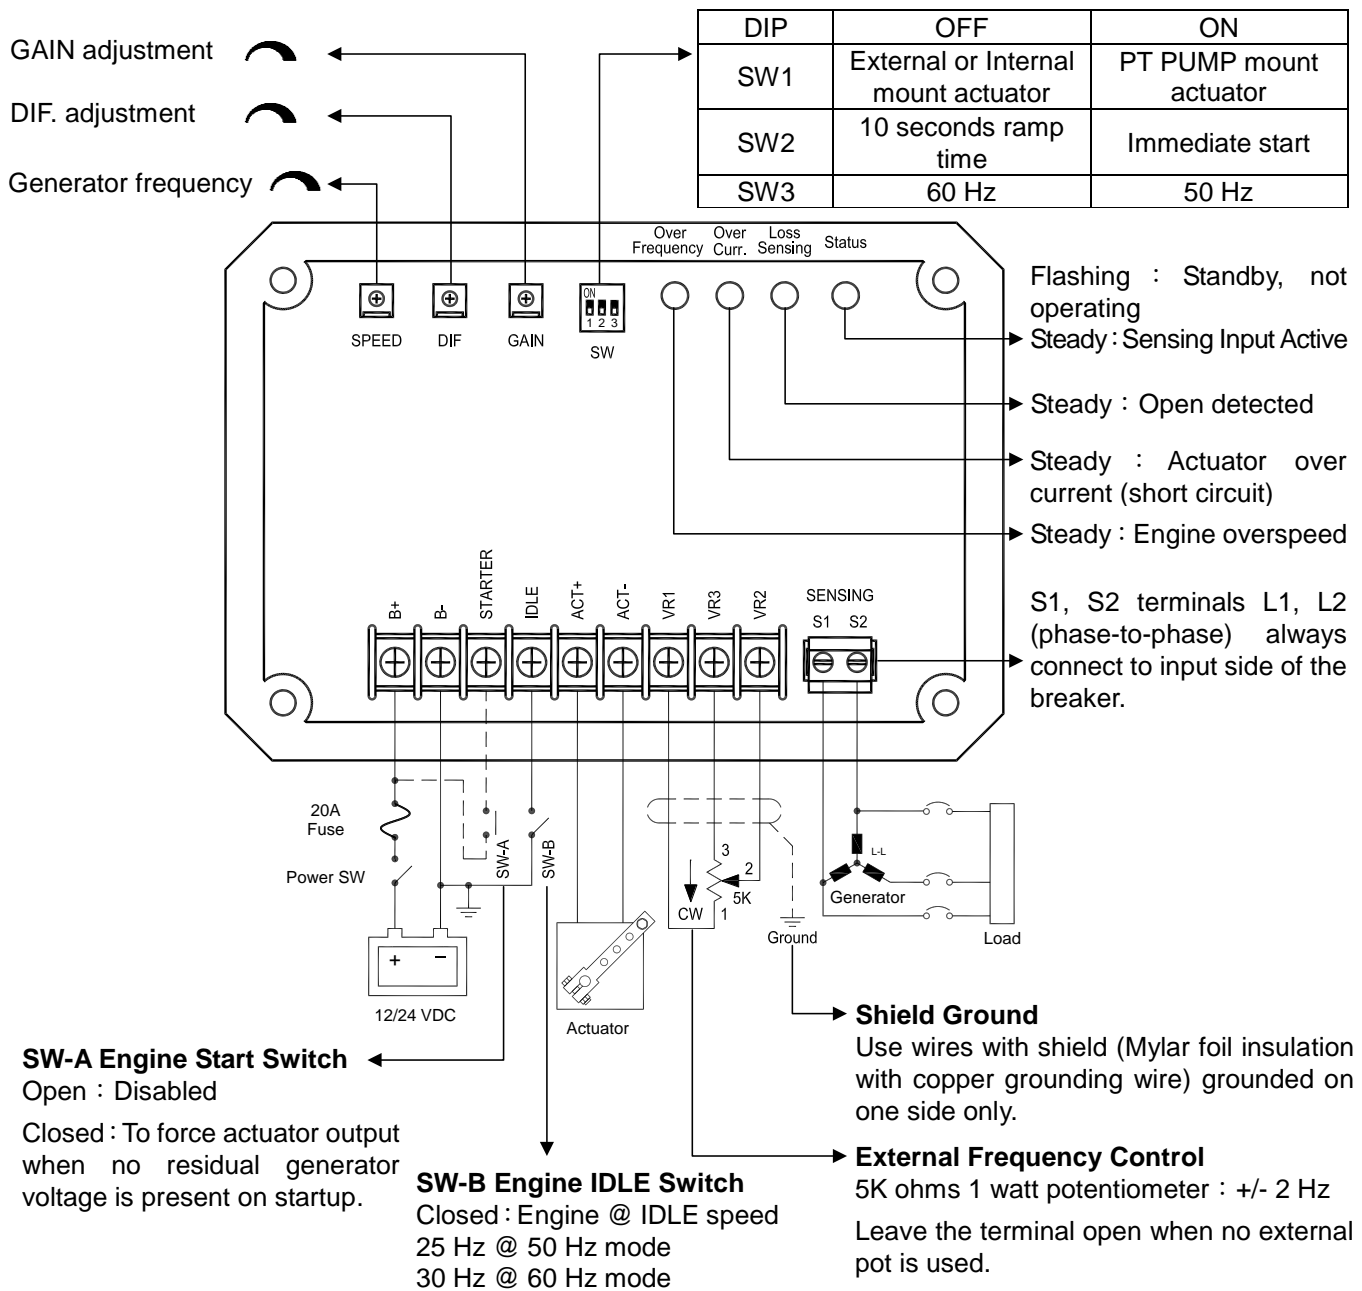 GAIN adjustment
DIF. adjustment
Generator frequency
DIP OFF ON
SW1 External or Internal mount actuator PT PUMP mount actuator
SW2 10 seconds ramp time Immediate start
SW3 60 Hz 50 Hz
Over Frequency
Over Curr.
Loss Sensing
Status
ON
1 2 3
SPEED
DIF
GAIN
SW
Flashing : Standby, not
operating
Steady : Sensing Input Active
Steady : Open detected
Steady : Actuator over
current (short circuit)
Steady : Engine overspeed
B+
B-
STARTER
IDLE
ACT+
ACT-
VR1
VR3
VR2
SENSING
S1 S2
S1, S2 terminals L1, L2
(phase-to-phase) always
connect to input side of the
breaker.
20A
Fuse
Power SW
+ −
12/24 VDC
SW-A
SW-B
Actuator
CW
3
2
5K
1
Ground
L-L
Generator
Load
SW-A Engine Start Switch
Open : Disabled
Closed : To force actuator output
when no residual generator
voltage is present on startup.
SW-B Engine IDLE Switch
Closed : Engine @ IDLE speed
25 Hz @ 50 Hz mode
30 Hz @ 60 Hz mode
Shield Ground
Use wires with shield (Mylar foil insulation
with copper grounding wire) grounded on
one side only.
External Frequency Control
5K ohms 1 watt potentiometer : +/- 2 Hz
Leave the terminal open when no external
pot is used.